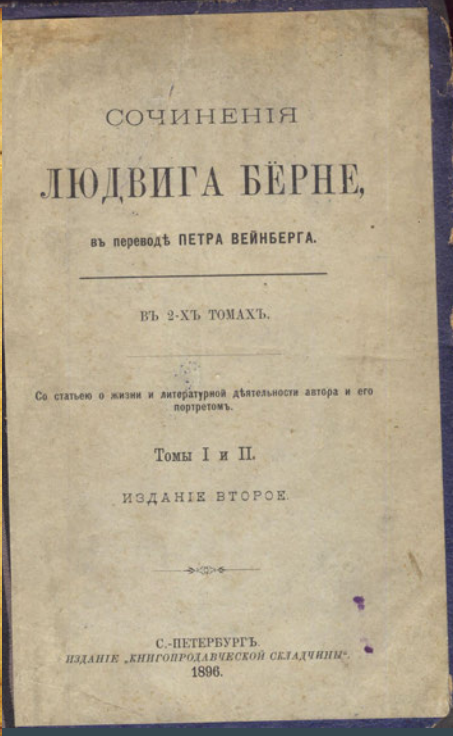 СОЧИНЕНІЯ
ЛЮДВИГА БЁРНЕ,
въ переводѣ ПЕТРА ВЕЙНБЕРГА.
ВЪ 2-ХЪ ТОМАХЪ.
Со статьею о жизни и литературной дѣятельности автора и его
портретомъ.
Томы I и II.
ИЗДАНІЕ ВТОРОЕ.
С.-ПЕТЕРБУРГЪ.
ИЗДАНІЕ „КНИГОПРОДАВЧЕСКОЙ СКЛАДЧИНЫ“.
1896.